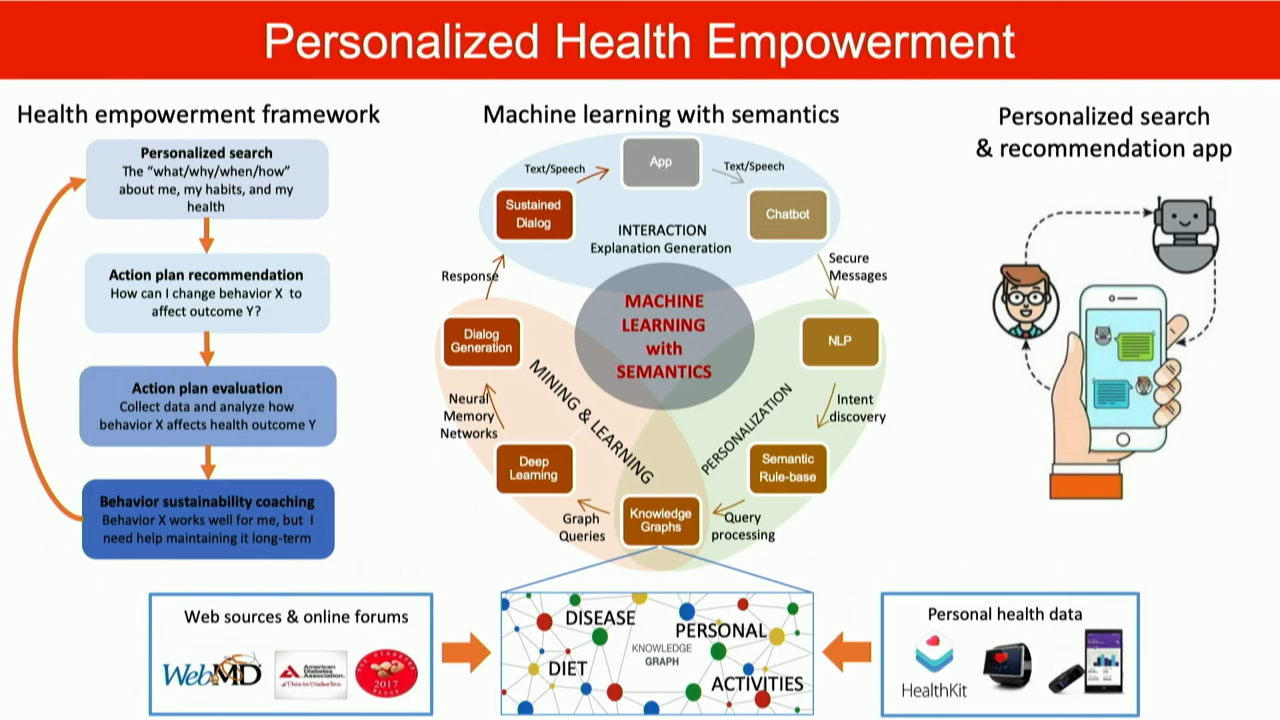 Personalized Health Empowerment
Health empowerment framework
Personalized search
The “what/why/when/how”
about me, my habits, and my
health
Action plan recommendation
How can I change behavior X to
affect outcome Y?
Action plan evaluation
Collect data and analyze how
behavior X affects health outcome Y
Behavior sustainability coaching
Behavior X works well for me, but I
need help maintaining it long-term
Machine learning with semantics
App
Text/Speech
Text/Speech
Sustained
Dialog
Chatbot
INTERACTION
Explanation Generation
Response
Secure
Messages
MACHINE
LEARNING
with
SEMANTICS
Dialog
Generation
NLP
MINING & LEARNING
PERSONALIZATION
Neural
Memory
Networks
Intent
discovery
Deep
Learning
Semantic
Rule-base
Knowledge
Graphs
Graph
Queries
Query
processing
Personalized search
& recommendation app
Web sources & online forums
WebMD
American
Diabetes
Association.
2017
DISEASE
PERSONAL
KNOWLEDGE
GRAPH
DIET
ACTIVITIES
Personal health data
HealthKit